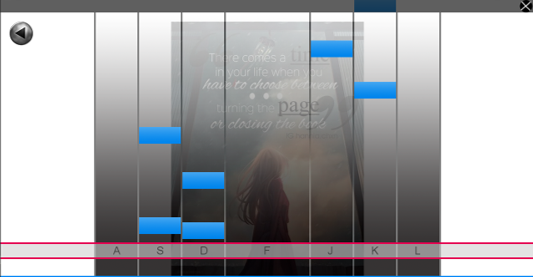 There comes a time
in your life when you
have to choose between
turning the page
or closing the book
A S D F J K L